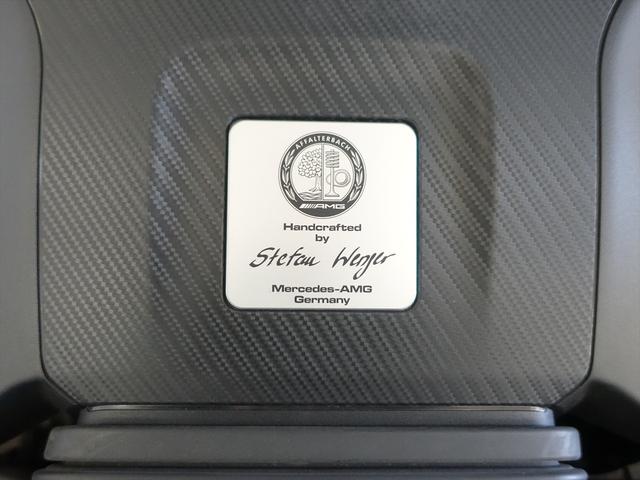 AFFALTERBACH
AMG
Handcrafted
by
Stefan Wenger
Mercedes-AMG
Germany